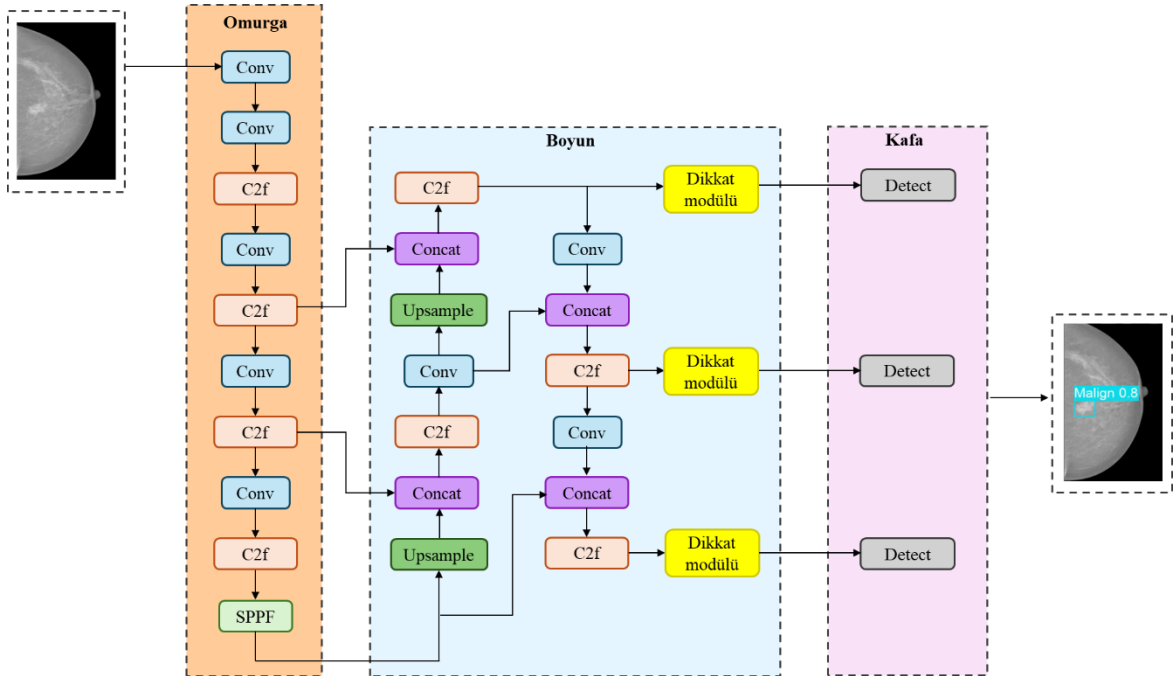 Omurga
Conv
Conv
C2f
Conv
C2f
Conv
C2f
Conv
C2f
SPPF
Boyun
C2f
Concat
Upsample
Conv
C2f
Concat
Upsample
Conv
Concat
C2f
Conv
Concat
C2f
Dikkat
modülü
Dikkat
modülü
Dikkat
modülü
Kafa
Detect
Detect
Detect
Malign 0.8